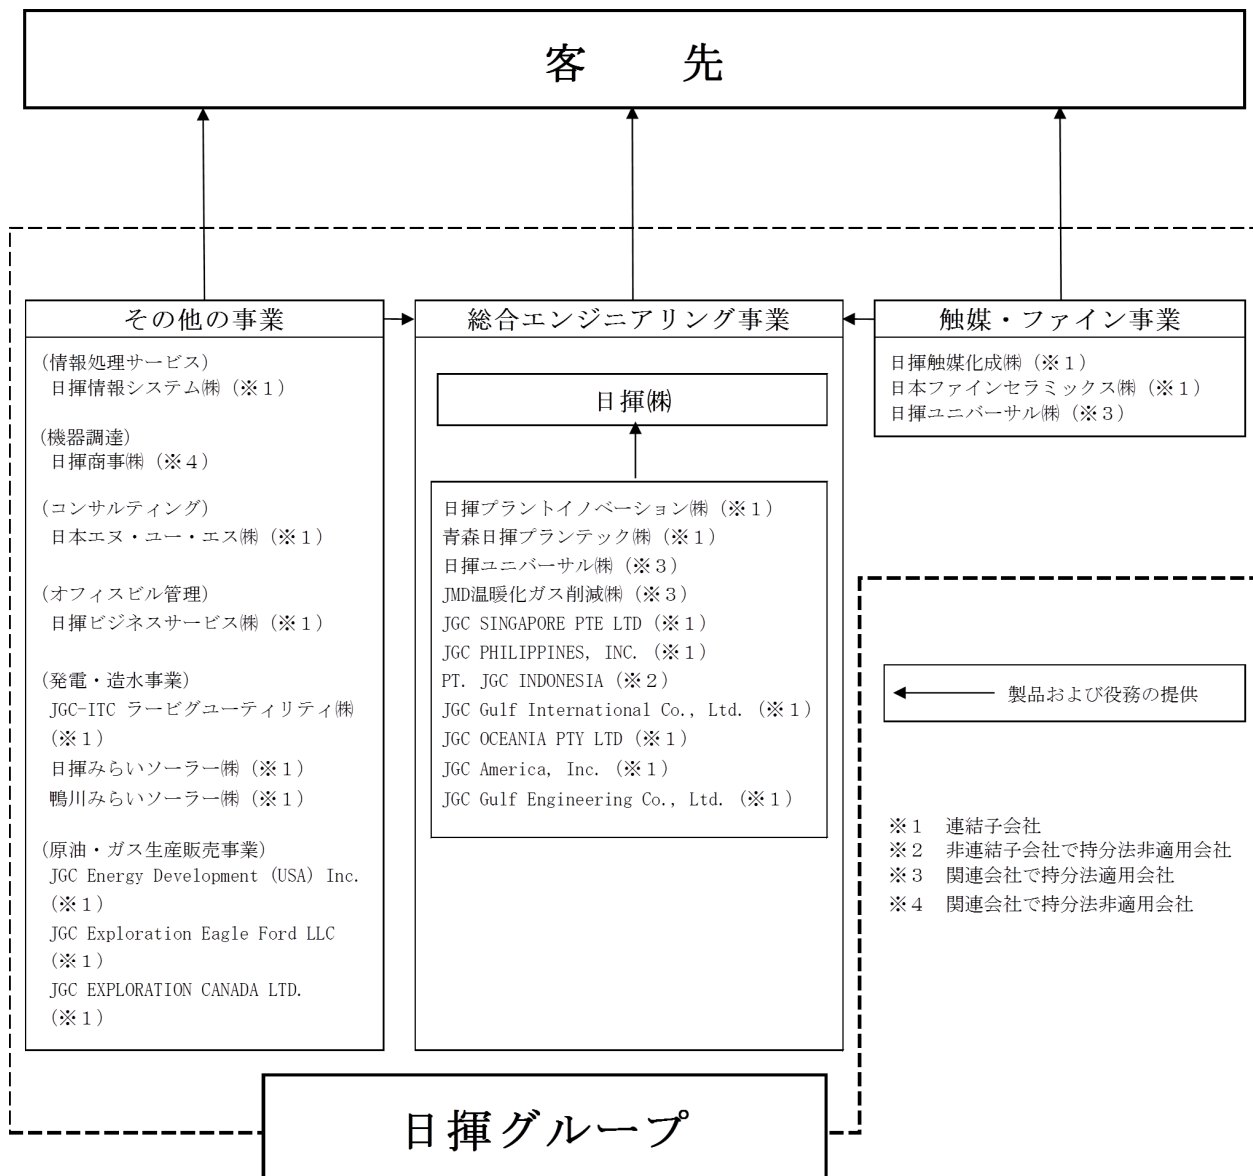 客　先
その他の事業
(情報処理サービス)
日揮情報システム㈱ (※１)
(機器調達)
日揮商事㈱ (※４)
(コンサルティング)
日本エヌ・ユー・エス㈱ (※１)
(オフィスビル管理)
日揮ビジネスサービス㈱ (※１)
(発電・造水事業)
JGC-ITC ラービグユーティリティ㈱
(※１)
日揮みらいソーラー㈱ (※１)
鴨川みらいソーラー㈱ (※１)
(原油・ガス生産販売事業)
JGC Energy Development (USA) Inc.
(※１)
JGC Exploration Eagle Ford LLC
(※１)
JGC EXPLORATION CANADA LTD.
(※１)
総合エンジニアリング事業
日揮㈱
日揮プラントイノベーション㈱ (※１)
青森日揮プランテック㈱ (※１)
日揮ユニバーサル㈱ (※３)
JMD温暖化ガス削減㈱ (※３)
JGC SINGAPORE PTE LTD (※１)
JGC PHILIPPINES, INC. (※１)
PT. JGC INDONESIA (※２)
JGC Gulf International Co., Ltd. (※１)
JGC OCEANIA PTY LTD (※１)
JGC America, Inc. (※１)
JGC Gulf Engineering Co., Ltd. (※１)
触媒・ファイン事業
日揮触媒化成㈱ (※１)
日本ファインセラミックス㈱ (※１)
日揮ユニバーサル㈱ (※３)
製品および役務の提供
※１　連結子会社
※２　非連結子会社で持分法非適用会社
※３　関連会社で持分法適用会社
※４　関連会社で持分法非適用会社
日揮グループ